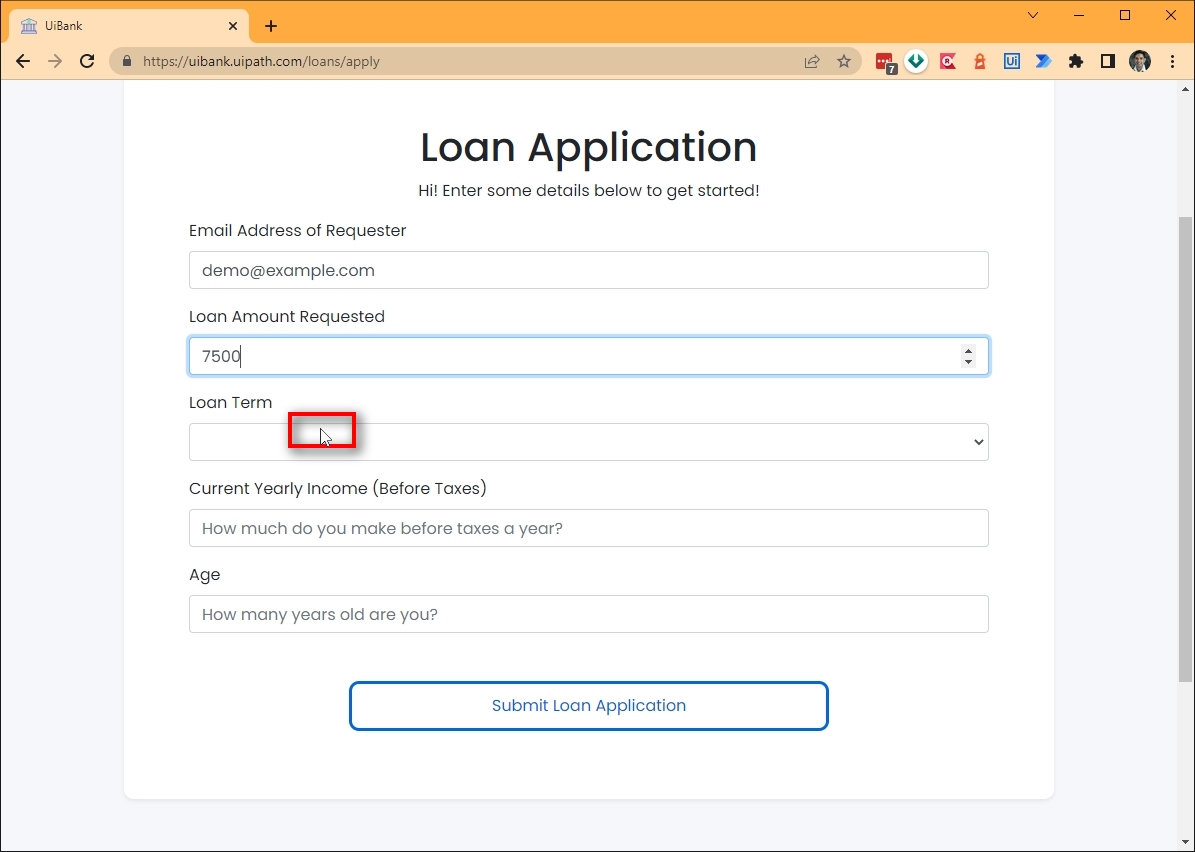 UiBank
https://uibank.uipath.com/loans/apply
7
Ui
Loan Application
Hi! Enter some details below to get started!
Email Address of Requester
demo@example.com
Loan Amount Requested
7500
Loan Term
Current Yearly Income (Before Taxes)
How much do you make before taxes a year?
Age
How many years old are you?
Submit Loan Application